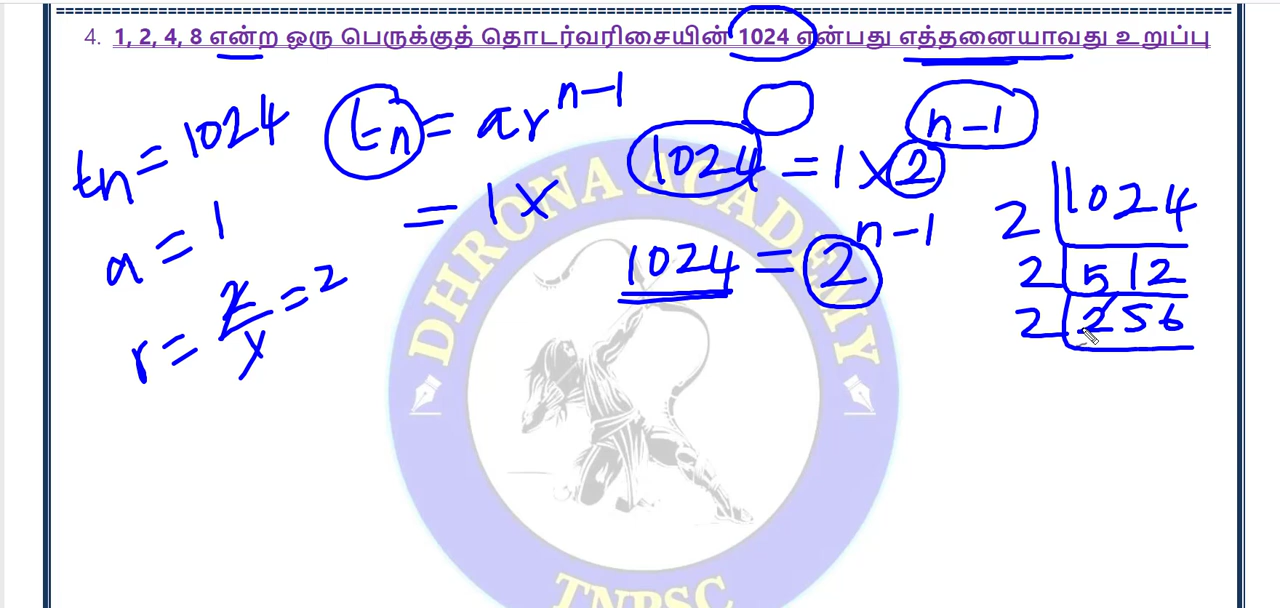 4. 1, 2, 4, 8 என்ற ஒரு பெருக்குத் தொடர்வரிசையின் 1024 என்பது எத்தனையாவது உறுப்பு
tn = 1024
a = 1
r = 2/1 = 2
tn = ar^n-1
= 1 x
1024 = 1 x 2^n-1
1024 = 2^n-1
2 1024
2 512
2 256
DHRONA ACADEMY
TNPSC